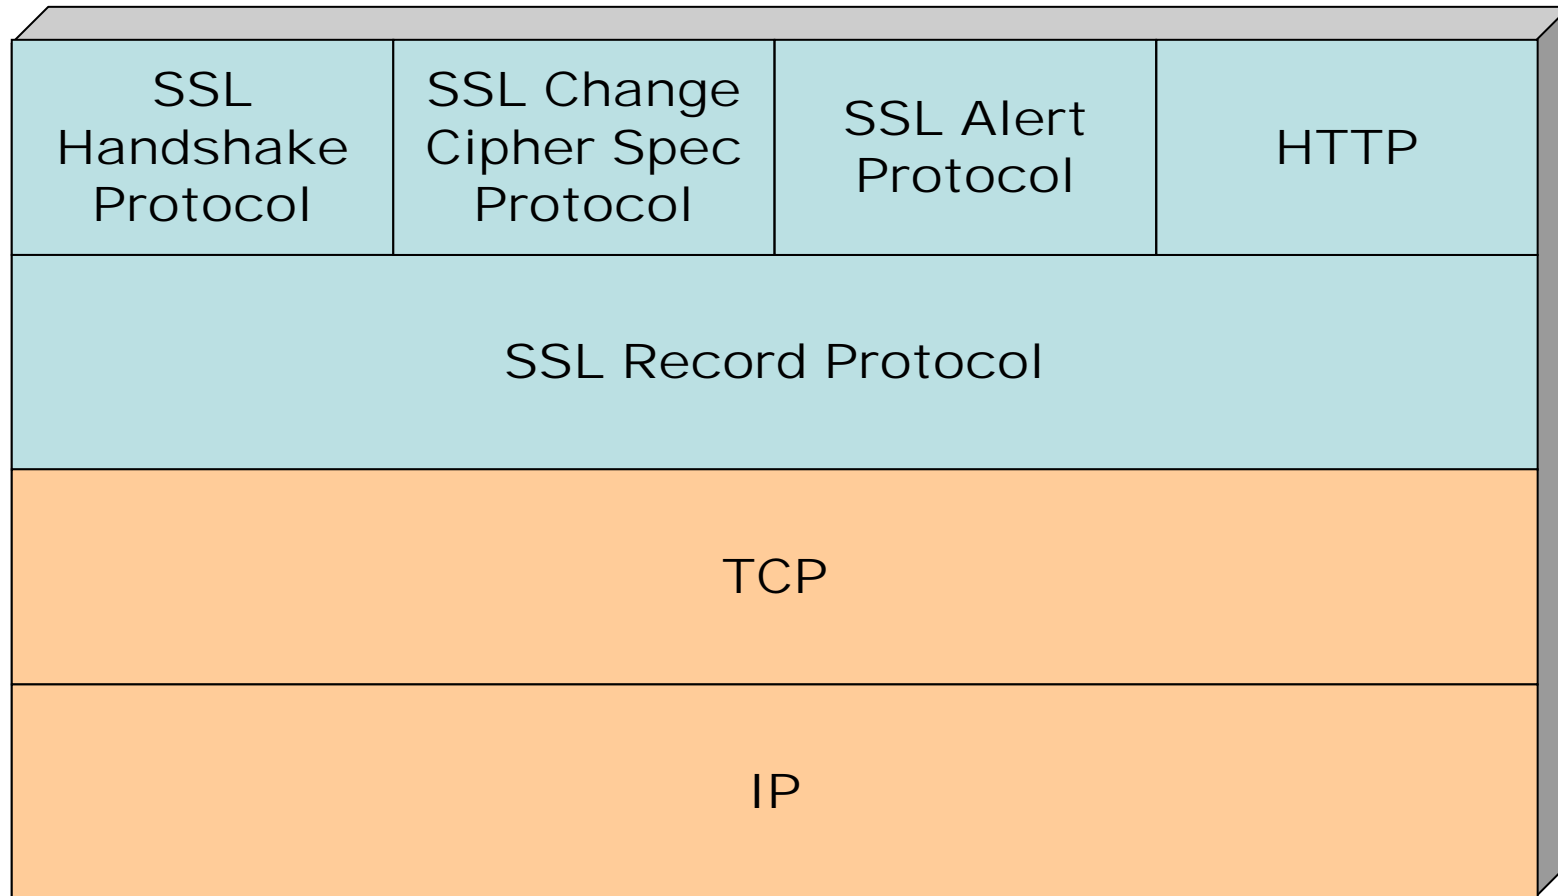 SSL
Handshake
Protocol
SSL Change
Cipher Spec
Protocol
SSL Alert
Protocol
HTTP
SSL Record Protocol
TCP
IP